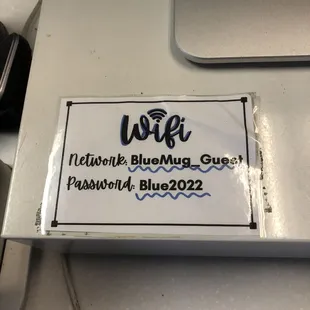 Wifi
Network: BlueMug_Guest
Password: Blue2022